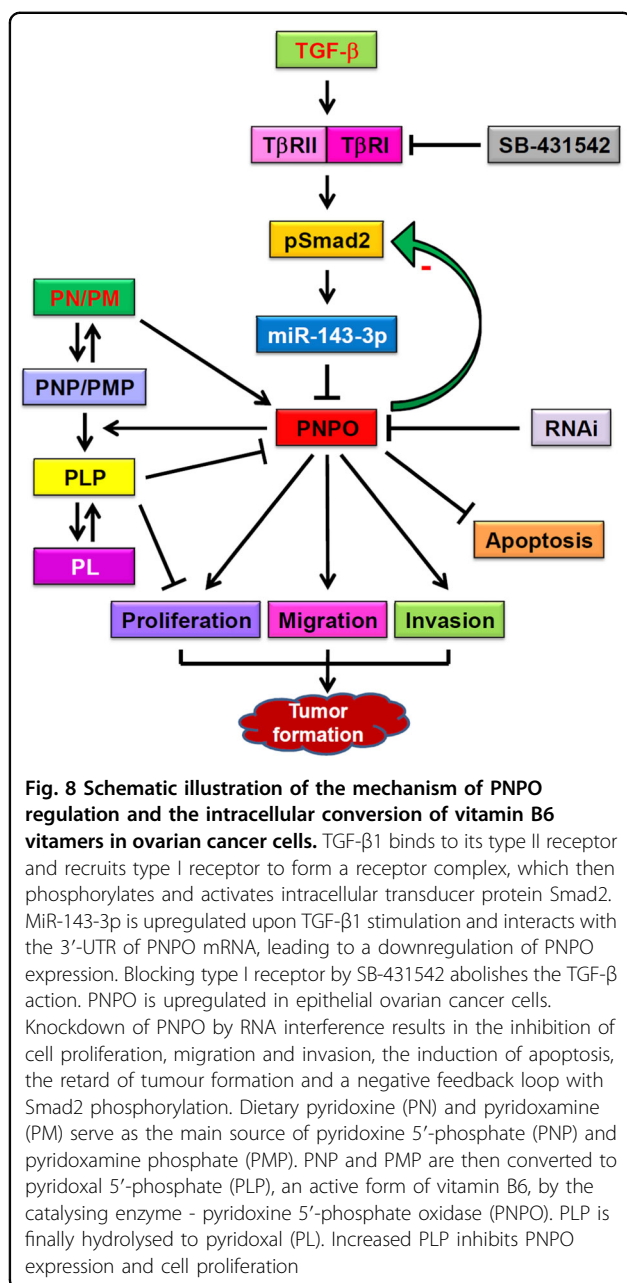 TGF-β
TβRII TβRI SB-431542
pSmad2
-
PN/PM
miR-143-3p
PNP/PMP
PNPO RNAi
PLP
Apoptosis
PL
Proliferation Migration Invasion
Tumor
formation
Fig. 8 Schematic illustration of the mechanism of PNPO
regulation and the intracellular conversion of vitamin B6
vitamers in ovarian cancer cells. TGF-β1 binds to its type II receptor
and recruits type I receptor to form a receptor complex, which then
phosphorylates and activates intracellular transducer protein Smad2.
MiR-143-3p is upregulated upon TGF-β1 stimulation and interacts with
the 3′-UTR of PNPO mRNA, leading to a downregulation of PNPO
expression. Blocking type I receptor by SB-431542 abolishes the TGF-β
action. PNPO is upregulated in epithelial ovarian cancer cells.
Knockdown of PNPO by RNA interference results in the inhibition of
cell proliferation, migration and invasion, the induction of apoptosis,
the retard of tumour formation and a negative feedback loop with
Smad2 phosphorylation. Dietary pyridoxine (PN) and pyridoxamine
(PM) serve as the main source of pyridoxine 5′-phosphate (PNP) and
pyridoxamine phosphate (PMP). PNP and PMP are then converted to
pyridoxal 5′-phosphate (PLP), an active form of vitamin B6, by the
catalysing enzyme - pyridoxine 5′-phosphate oxidase (PNPO). PLP is
finally hydrolysed to pyridoxal (PL). Increased PLP inhibits PNPO
expression and cell proliferation